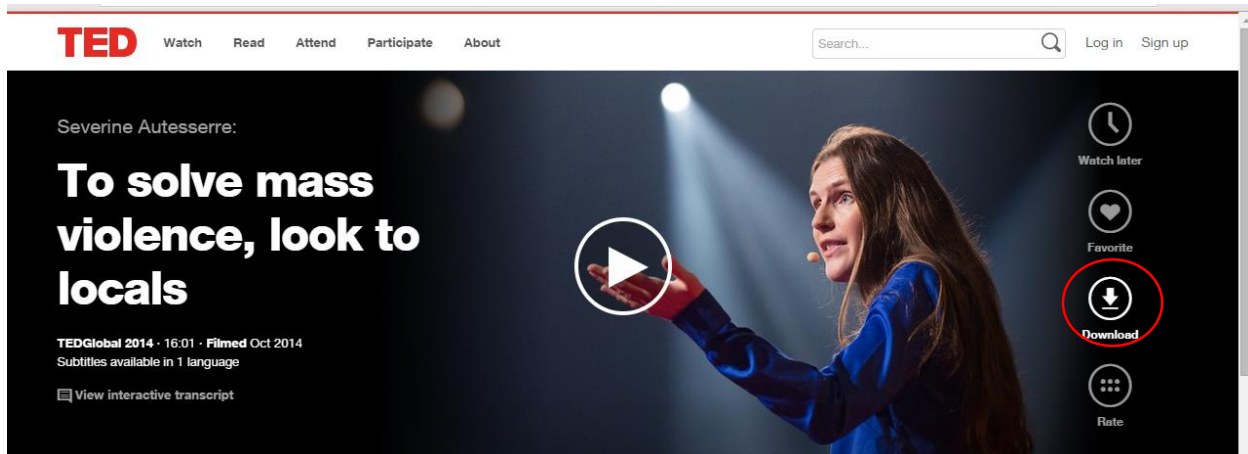 TED Watch Read Attend Participate About Search... Log in Sign up
Severine Autesserre:
To solve mass
violence, look to
locals
TEDGlobal 2014 · 16:01 · Filmed Oct 2014
Subtitles available in 1 language
View interactive transcript
Watch later
Favorite
Download
Rate